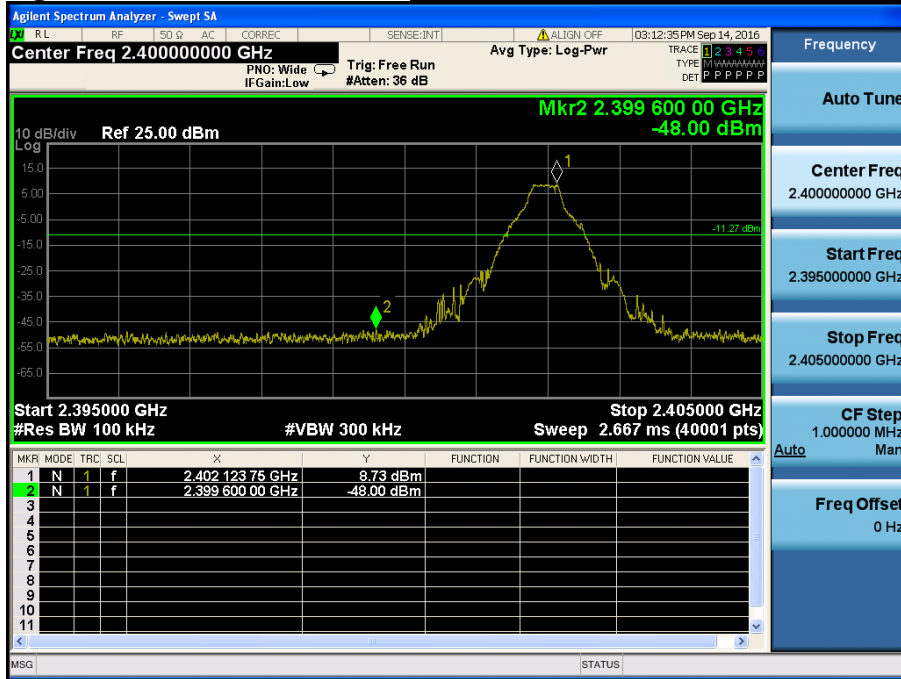 Agilent Spectrum Analyzer - Swept SA
LXI RL RF 50 Ω AC CORREC SENSE:INT ALIGN OFF 03:12:35 PM Sep 14, 2016
Center Freq 2.400000000 GHz
PNO: Wide
IFGain:Low
Trig: Free Run
#Atten: 36 dB
Avg Type: Log-Pwr
TRACE 1 2 3 4 5 6
TYPE M
DET P P P P P P
Mkr2 2.399 600 00 GHz
-48.00 dBm
10 dB/div Ref 25.00 dBm
Log
15.0
5.00
-5.00
-15.0
-25.0
-35.0
-45.0
-55.0
-65.0
1
-11.27 dBm
2
Start 2.395000 GHz Stop 2.405000 GHz
#Res BW 100 kHz #VBW 300 kHz Sweep 2.667 ms (40001 pts)
MKR MODE TRC SCL X Y FUNCTION FUNCTION WIDTH FUNCTION VALUE
1 N 1 f 2.402 123 75 GHz 8.73 dBm
2 N 1 f 2.399 600 00 GHz -48.00 dBm
3
4
5
6
7
8
9
10
11
MSG STATUS
Frequency
Auto Tune
Center Freq
2.400000000 GHz
Start Freq
2.395000000 GHz
Stop Freq
2.405000000 GHz
CF Step
1.000000 MHz
Auto Man
Freq Offset
0 Hz